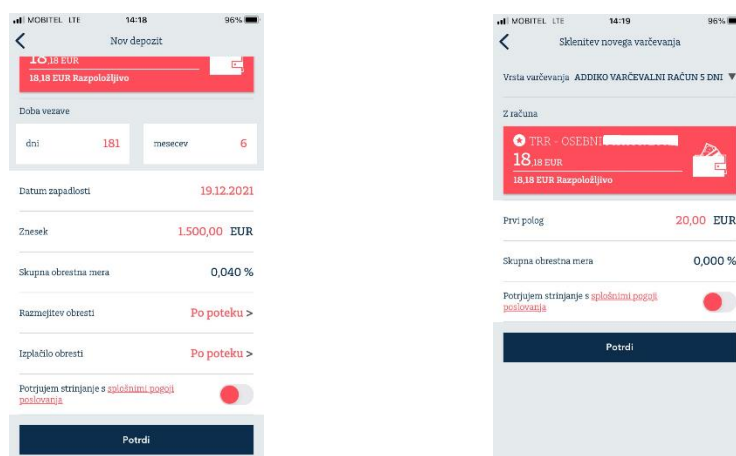 MOBITEL LTE 14:18 96%
Nov depozit
18,18 EUR
18,18 EUR Razpoložljivo
Doba vezave
dni 181 mesecev 6
Datum zapadlosti 19.12.2021
Znesek 1.500,00 EUR
Skupna obrestna mera 0,040 %
Razmejitev obresti Po poteku >
Izplačilo obresti Po poteku >
Potrjujem strinjanje s splošnimi pogoji
poslovanja
Potrdi
MOBITEL LTE 14:19 96%
Sklenitev novega varčevanja
Vrsta varčevanja ADDIKO VARČEVALNI RAČUN 5 DNI ▼
Z računa
TRR - OSEBNI
18,18 EUR
18,18 EUR Razpoložljivo
Prvi polog 20,00 EUR
Skupna obrestna mera 0,000 %
Potrjujem strinjanje s splošnimi pogoji
poslovanja
Potrdi